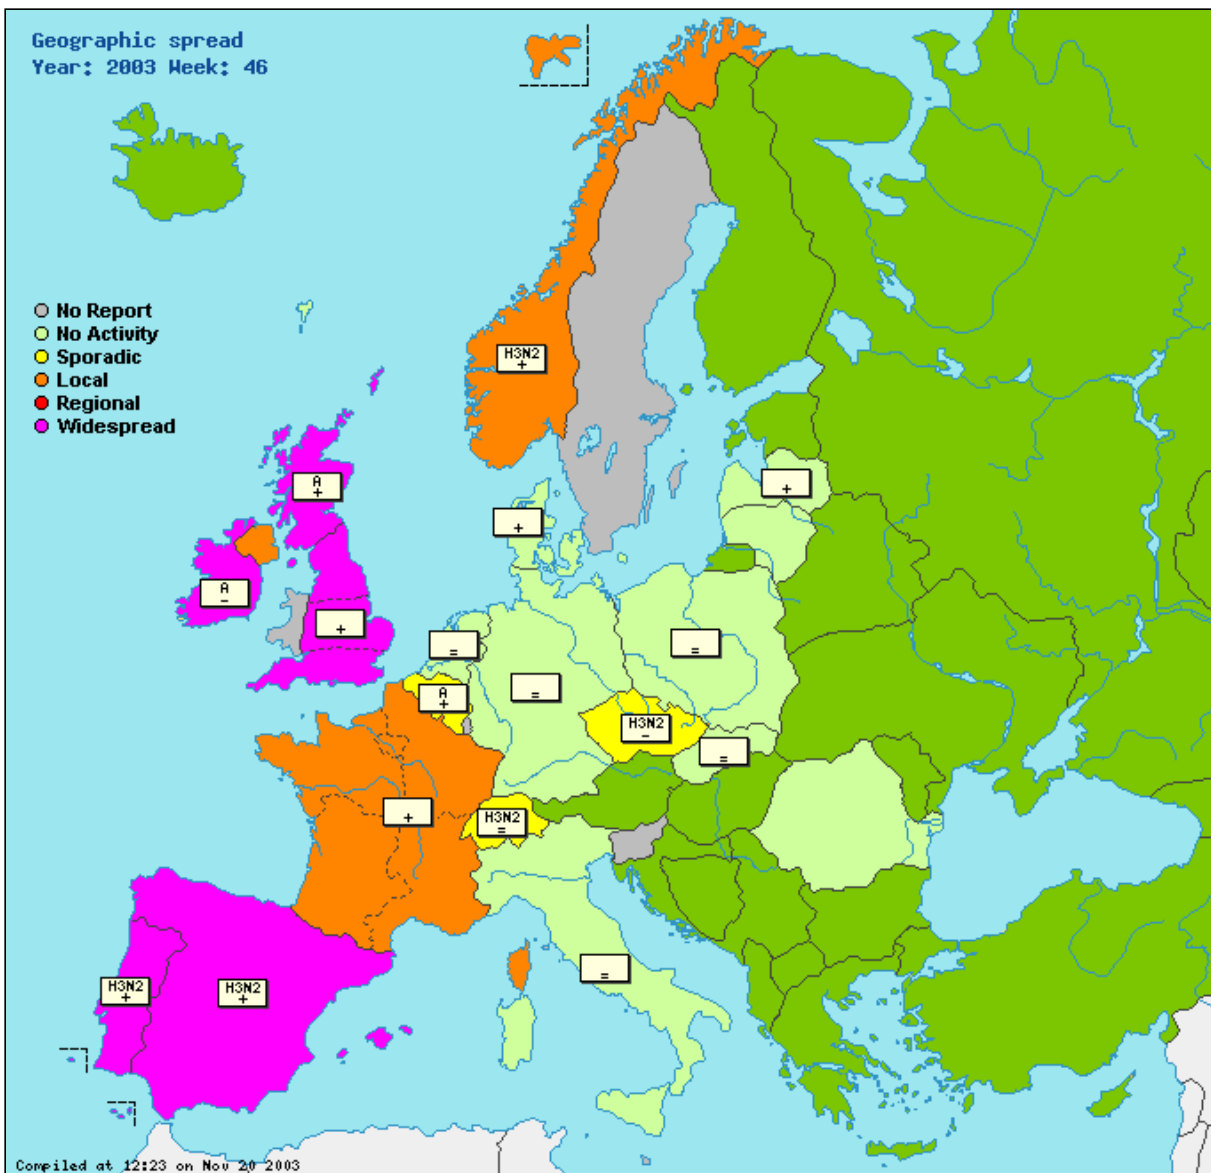 Geographic spread
Year: 2003 Week: 46
No Report
No Activity
Sporadic
Local
Regional
Widespread
H3N2
+
A
+
+
+
A
-
+
=
=
=
A
+
H3N2
-
=
+
H3N2
=
=
H3N2
+
H3N2
+
Compiled at 12:23 on Nov 20 2003